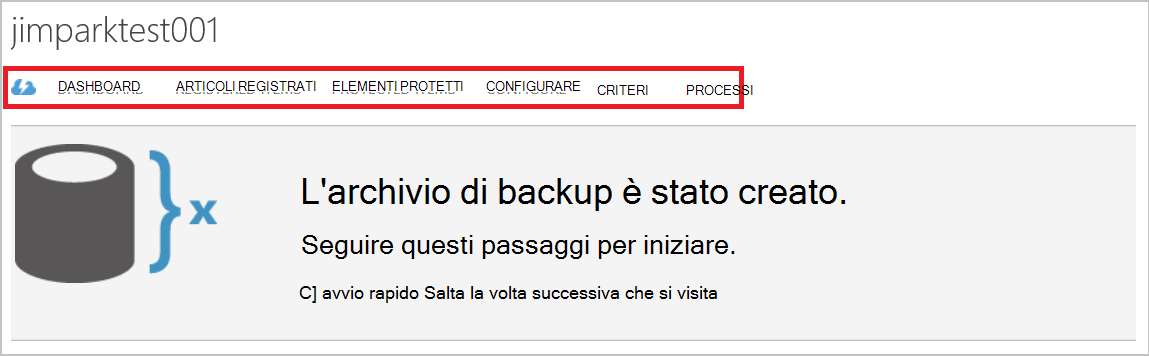 jimparktest001
DASHBOARD ARTICOLI REGISTRATI ELEMENTI PROTETTI CONFIGURARE CRITERI PROCESSI
L'archivio di backup è stato creato.
Seguire questi passaggi per iniziare.
C] avvio rapido Salta la volta successiva che si visita